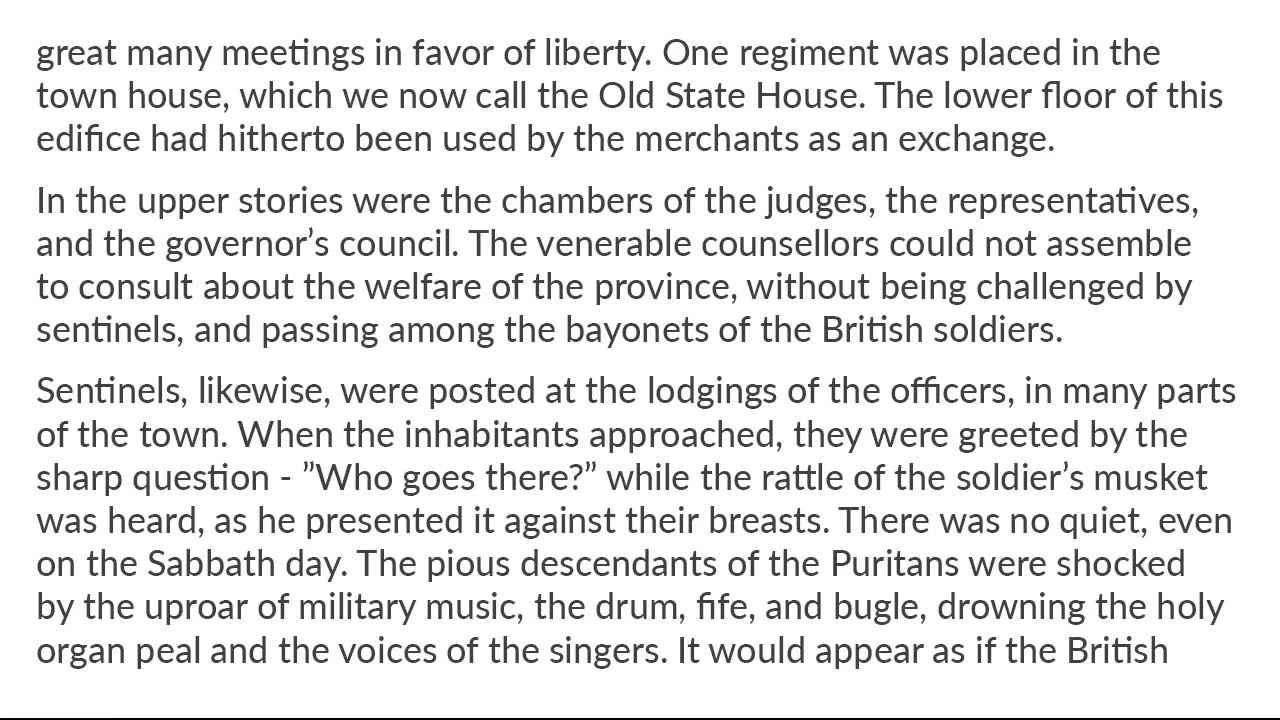 great many meetings in favor of liberty. One regiment was placed in the
town house, which we now call the Old State House. The lower floor of this
edifice had hitherto been used by the merchants as an exchange.
In the upper stories were the chambers of the judges, the representatives,
and the governor’s council. The venerable counsellors could not assemble
to consult about the welfare of the province, without being challenged by
sentinels, and passing among the bayonets of the British soldiers.
Sentinels, likewise, were posted at the lodgings of the officers, in many parts
of the town. When the inhabitants approached, they were greeted by the
sharp question - ”Who goes there?” while the rattle of the soldier’s musket
was heard, as he presented it against their breasts. There was no quiet, even
on the Sabbath day. The pious descendants of the Puritans were shocked
by the uproar of military music, the drum, fife, and bugle, drowning the holy
organ peal and the voices of the singers. It would appear as if the British